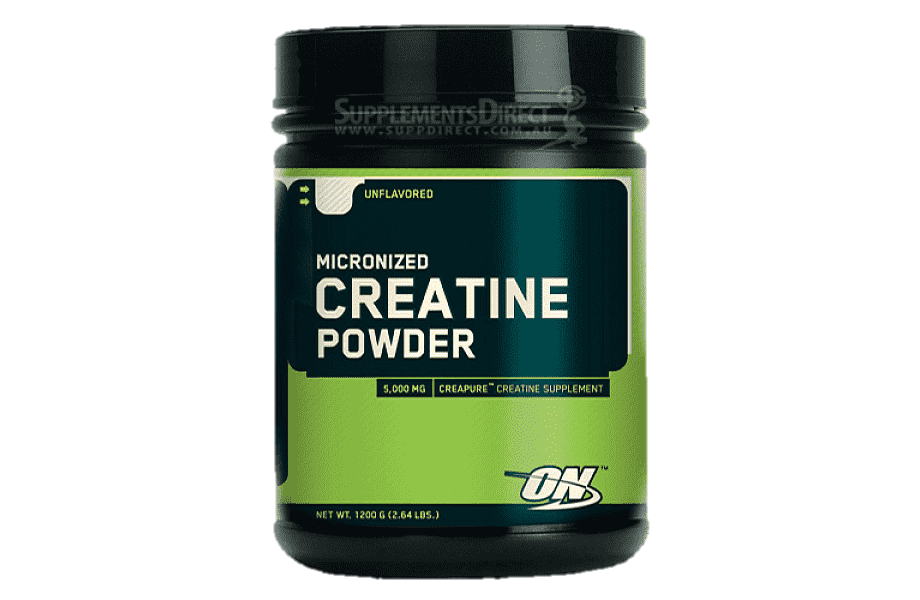 SUPPLEMENTSDIRECT
WWW.SUPPDIRECT.COM.AU
UNFLAVORED
MICRONIZED
CREATINE
POWDER
5,000 MG CREAPURE™ CREATINE SUPPLEMENT
ON™
NET WT. 1200 G (2.64 LBS.)